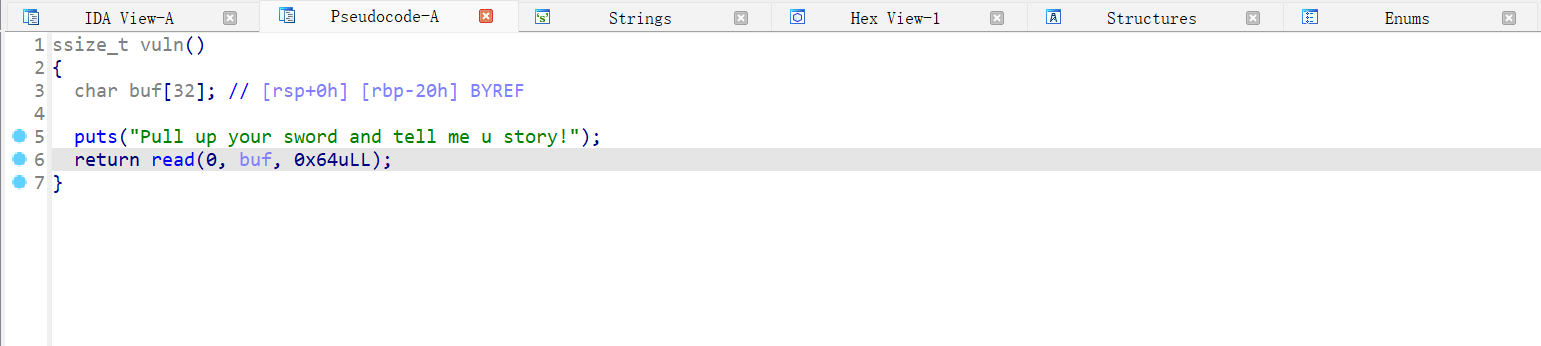 IDA View-A Pseudocode-A Strings Hex View-1 Structures Enums
1 ssize_t vuln()
2 {
3 char buf[32]; // [rsp+0h] [rbp-20h] BYREF
4
5 puts("Pull up your sword and tell me u story!");
6 return read(0, buf, 0x64uLL);
7 }